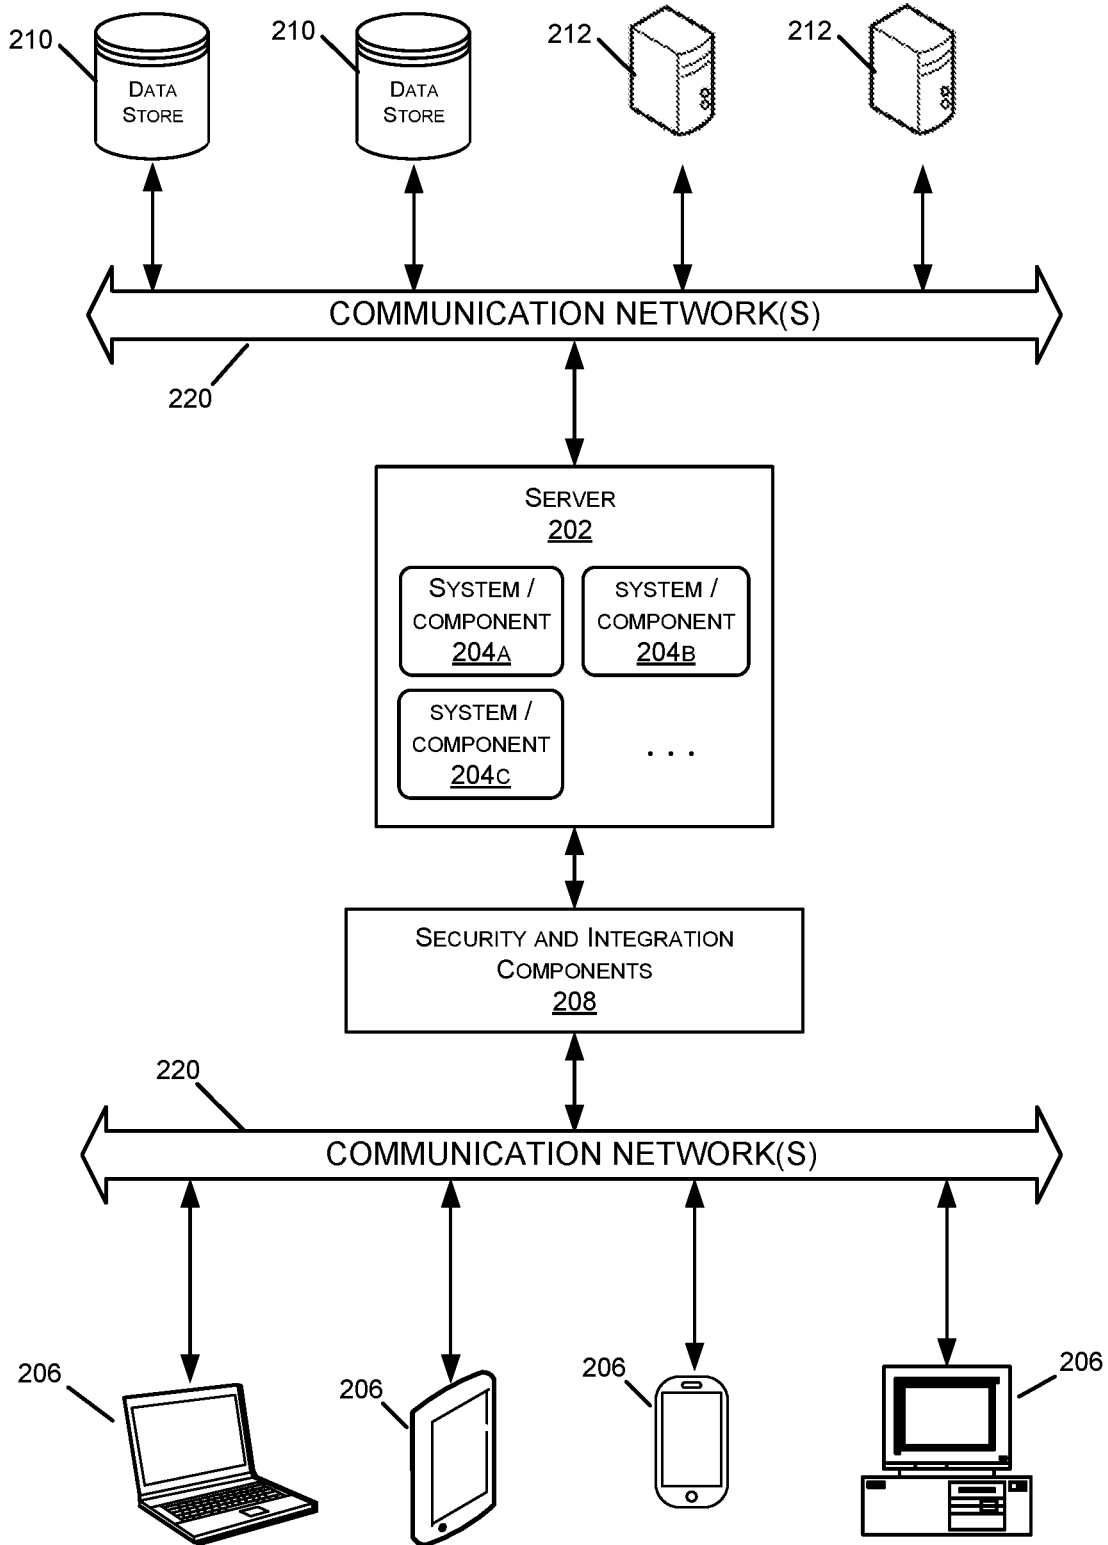 210
210
212
212
DATA
STORE
DATA
STORE
COMMUNICATION NETWORK(S)
220
SERVER
202
SYSTEM /
COMPONENT
204A
SYSTEM /
COMPONENT
204B
SYSTEM /
COMPONENT
204C
. . .
SECURITY AND INTEGRATION
COMPONENTS
208
220
COMMUNICATION NETWORK(S)
206
206
206
206